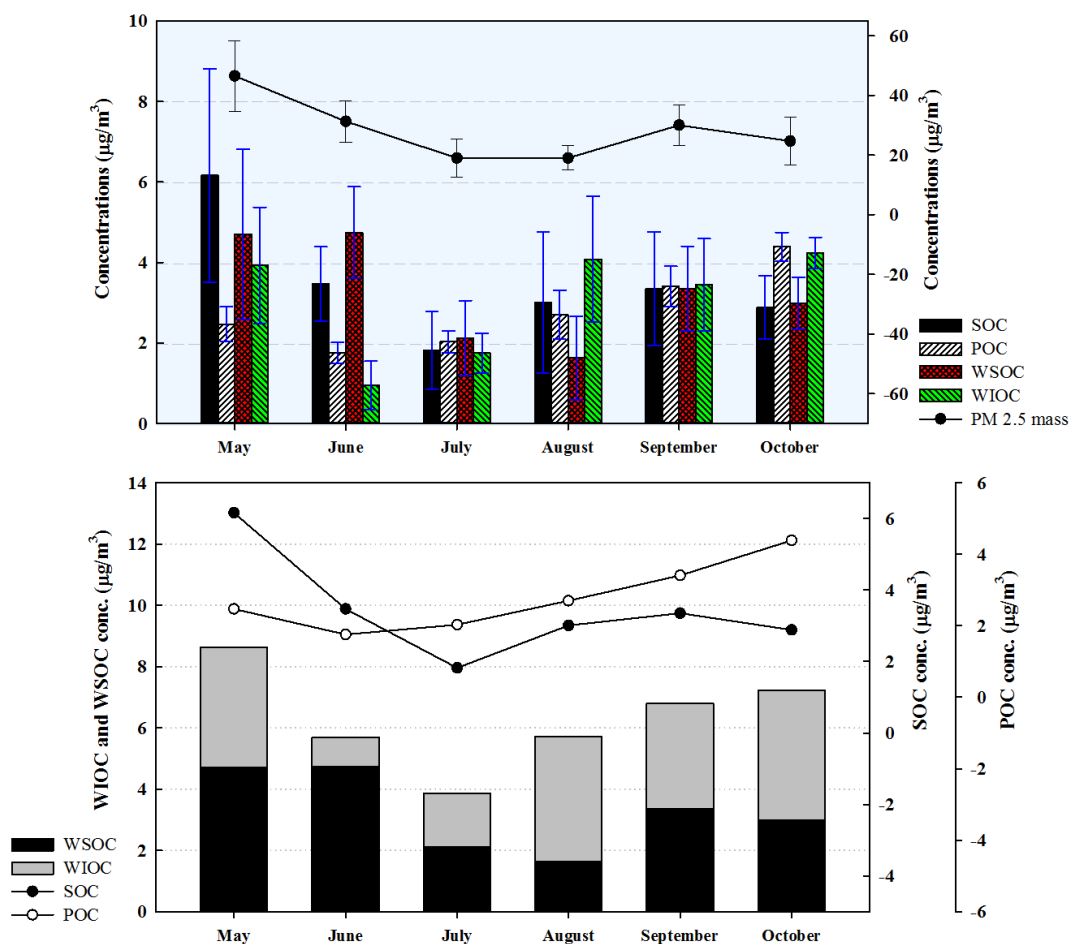 10
8
6
4
2
0
Concentrations (µg/m³)
60
40
20
0
-20
-40
-60
Concentrations (µg/m³)
SOC
POC
WSOC
WIOC
PM 2.5 mass
May June July August September October
14
12
10
8
6
4
2
0
WIOC and WSOC conc. (µg/m³)
6
4
2
0
-2
-4
SOC conc. (µg/m³)
6
4
2
0
-2
-4
-6
POC conc. (µg/m³)
WSOC
WIOC
SOC
POC
May June July August September October